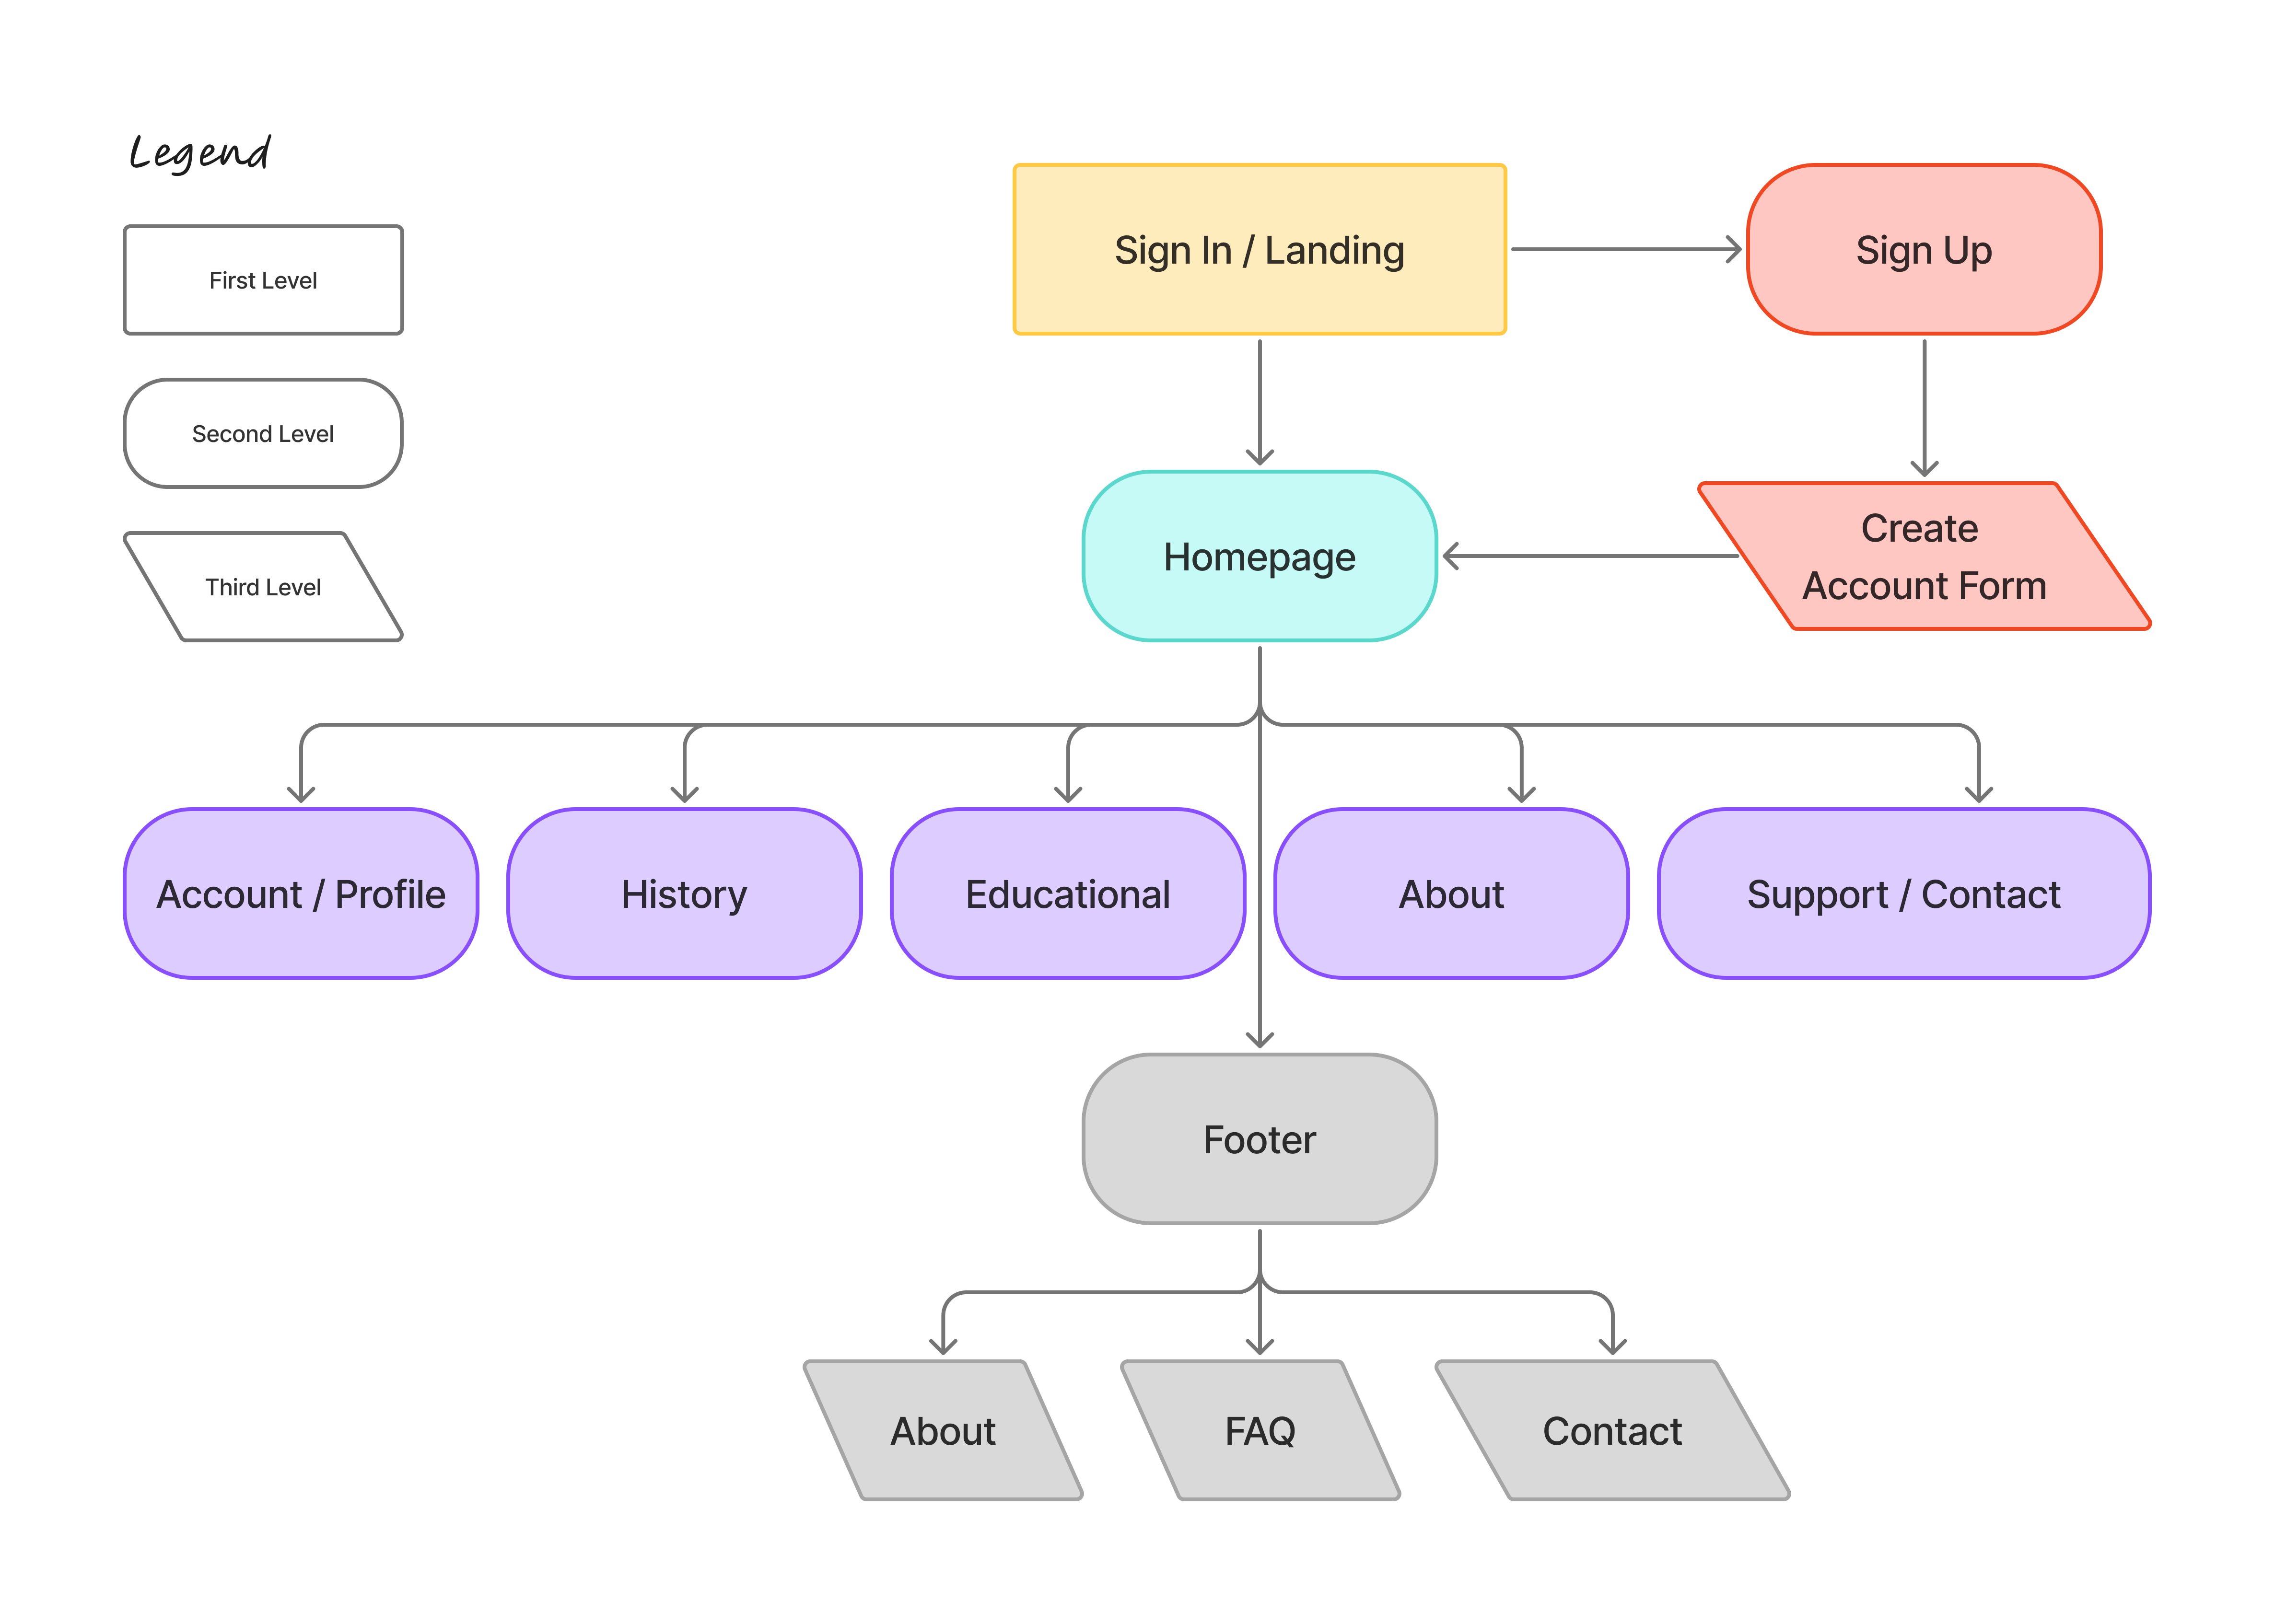 Legend
First Level
Second Level
Third Level
Sign In / Landing
Sign Up
Homepage
Create
Account Form
Account / Profile
History
Educational
About
Support / Contact
Footer
About
FAQ
Contact